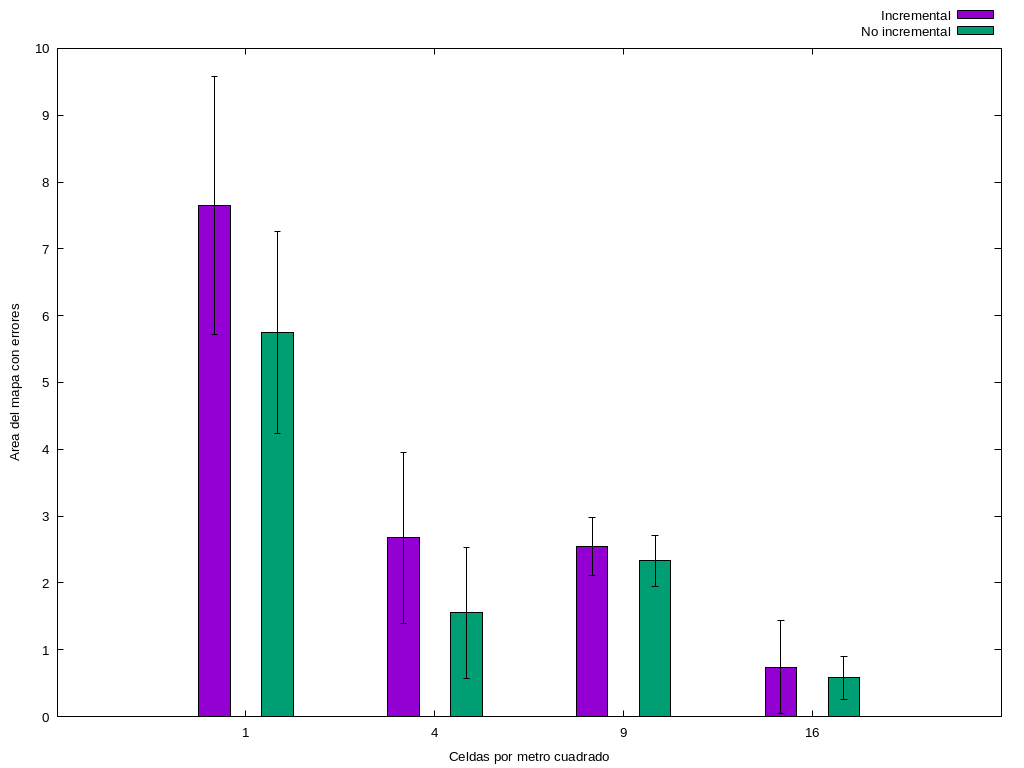 Incremental
No incremental
10
9
8
7
6
5
4
3
2
1
0
Area del mapa con errores
1 4 9 16
Celdas por metro cuadrado